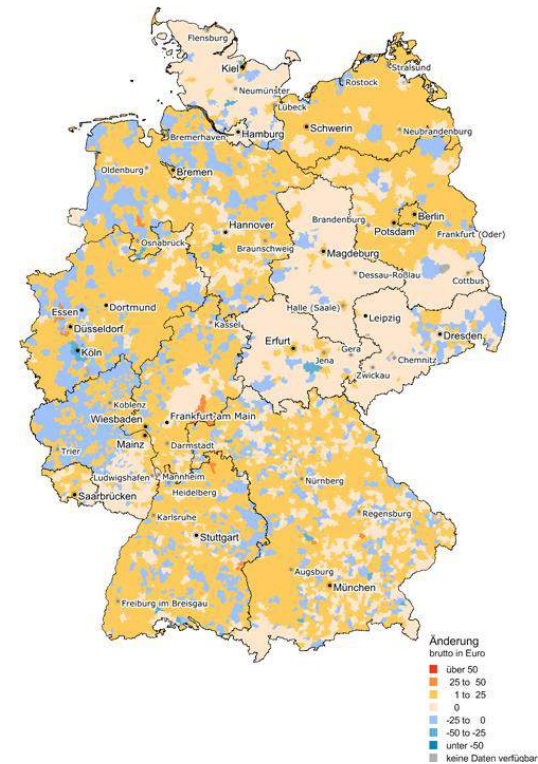 Flensburg
Kiel
Stralsund
Rostock
Neumünster
Lübeck
Bremerhaven
Hamburg
Schwerin
Neubrandenburg
Oldenburg
Bremen
Hannover
Brandenburg
Berlin
Potsdam
Osnabrück
Braunschweig
Magdeburg
Frankfurt (Oder)
Dessau-Roßlau
Cottbus
Essen
Dortmund
Halle (Saale)
Leipzig
Düsseldorf
Kassel
Dresden
Köln
Erfurt
Gera
Jena
Chemnitz
Zwickau
Koblenz
Wiesbaden
Frankfurt am Main
Mainz
Trier
Darmstadt
Ludwigshafen
Mannheim
Nürnberg
Saarbrücken
Heidelberg
Regensburg
Karlsruhe
Stuttgart
Augsburg
München
Freiburg im Breisgau
Änderung
brutto in Euro
über 50
25 to 50
1 to 25
0
-25 to 0
-50 to -25
unter -50
keine Daten verfügbar